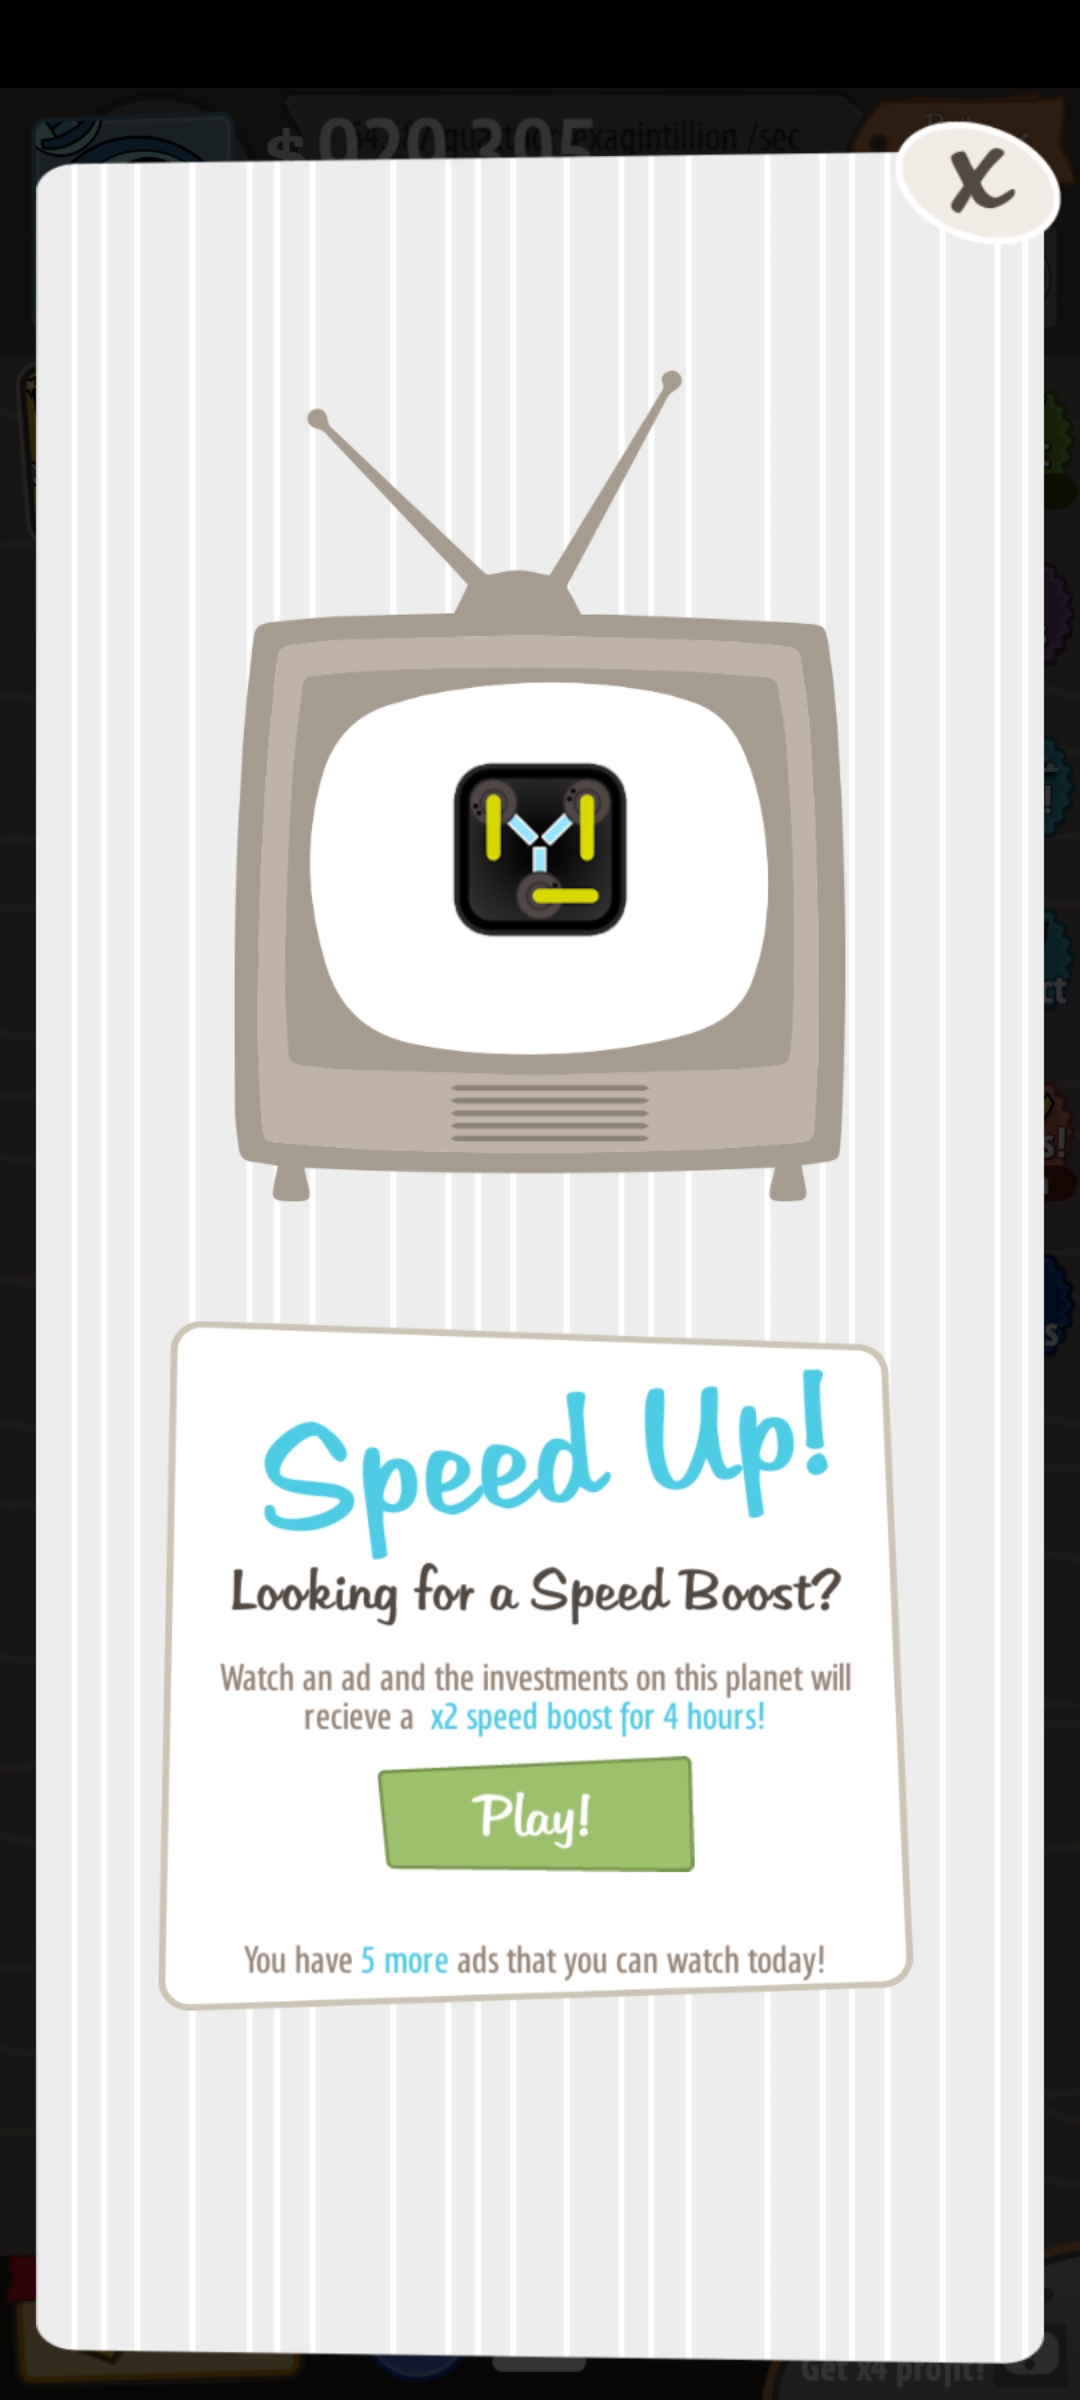 $ 020,305
/sec
X
Speed Up!
Looking for a Speed Boost?
Watch an ad and the investments on this planet will
recieve a x2 speed boost for 4 hours!
Play!
You have 5 more ads that you can watch today!
Get x4 profit!